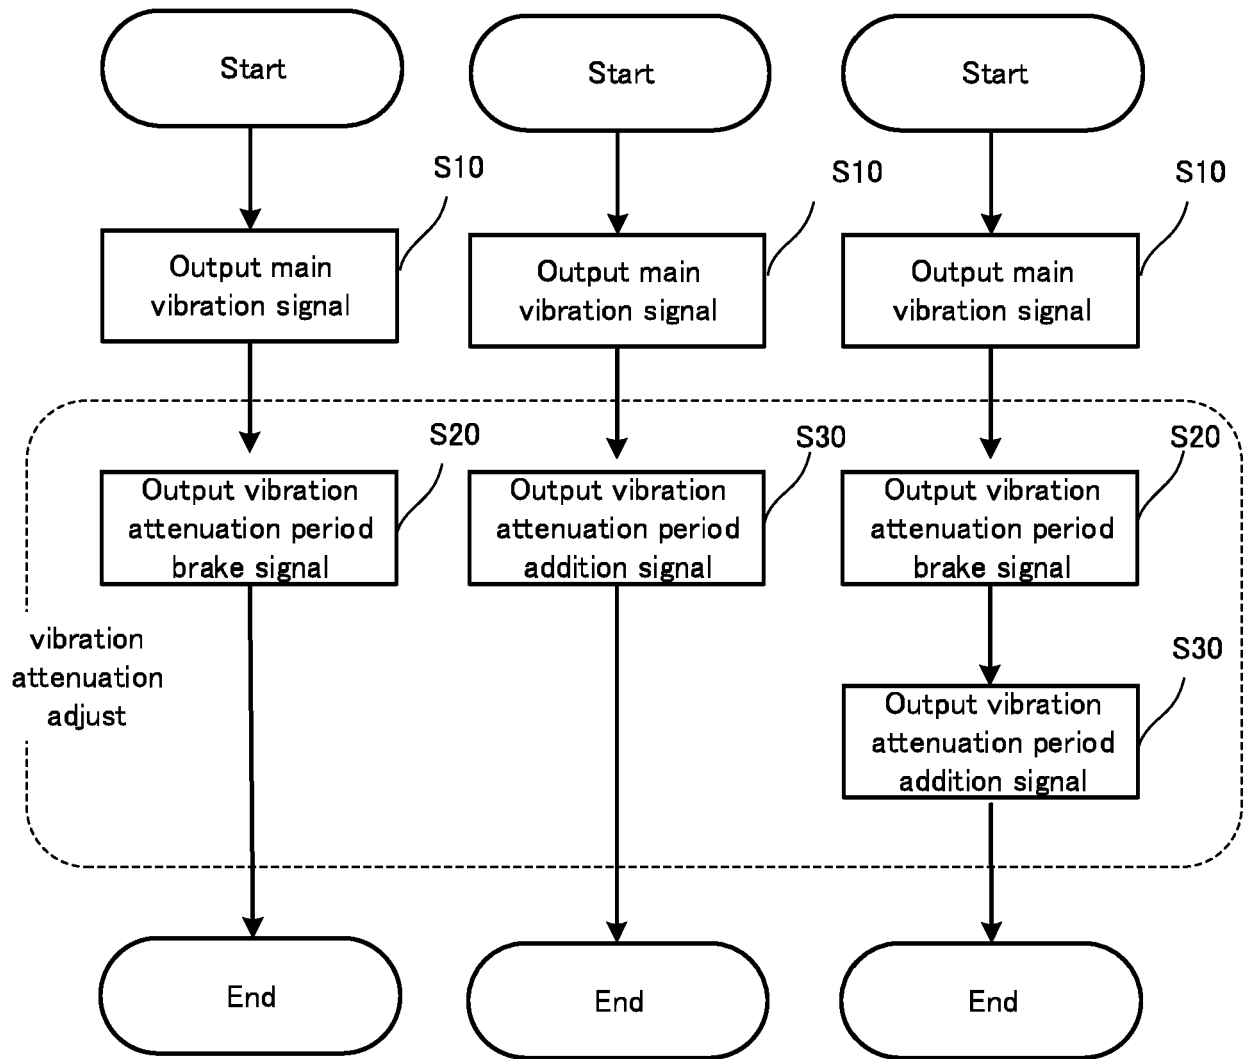 Start
Start
Start
S10
S10
S10
Output main
vibration signal
Output main
vibration signal
Output main
vibration signal
S20
S30
S20
Output vibration
attenuation period
brake signal
Output vibration
attenuation period
addition signal
Output vibration
attenuation period
brake signal
vibration
attenuation
adjust
S30
Output vibration
attenuation period
addition signal
End
End
End